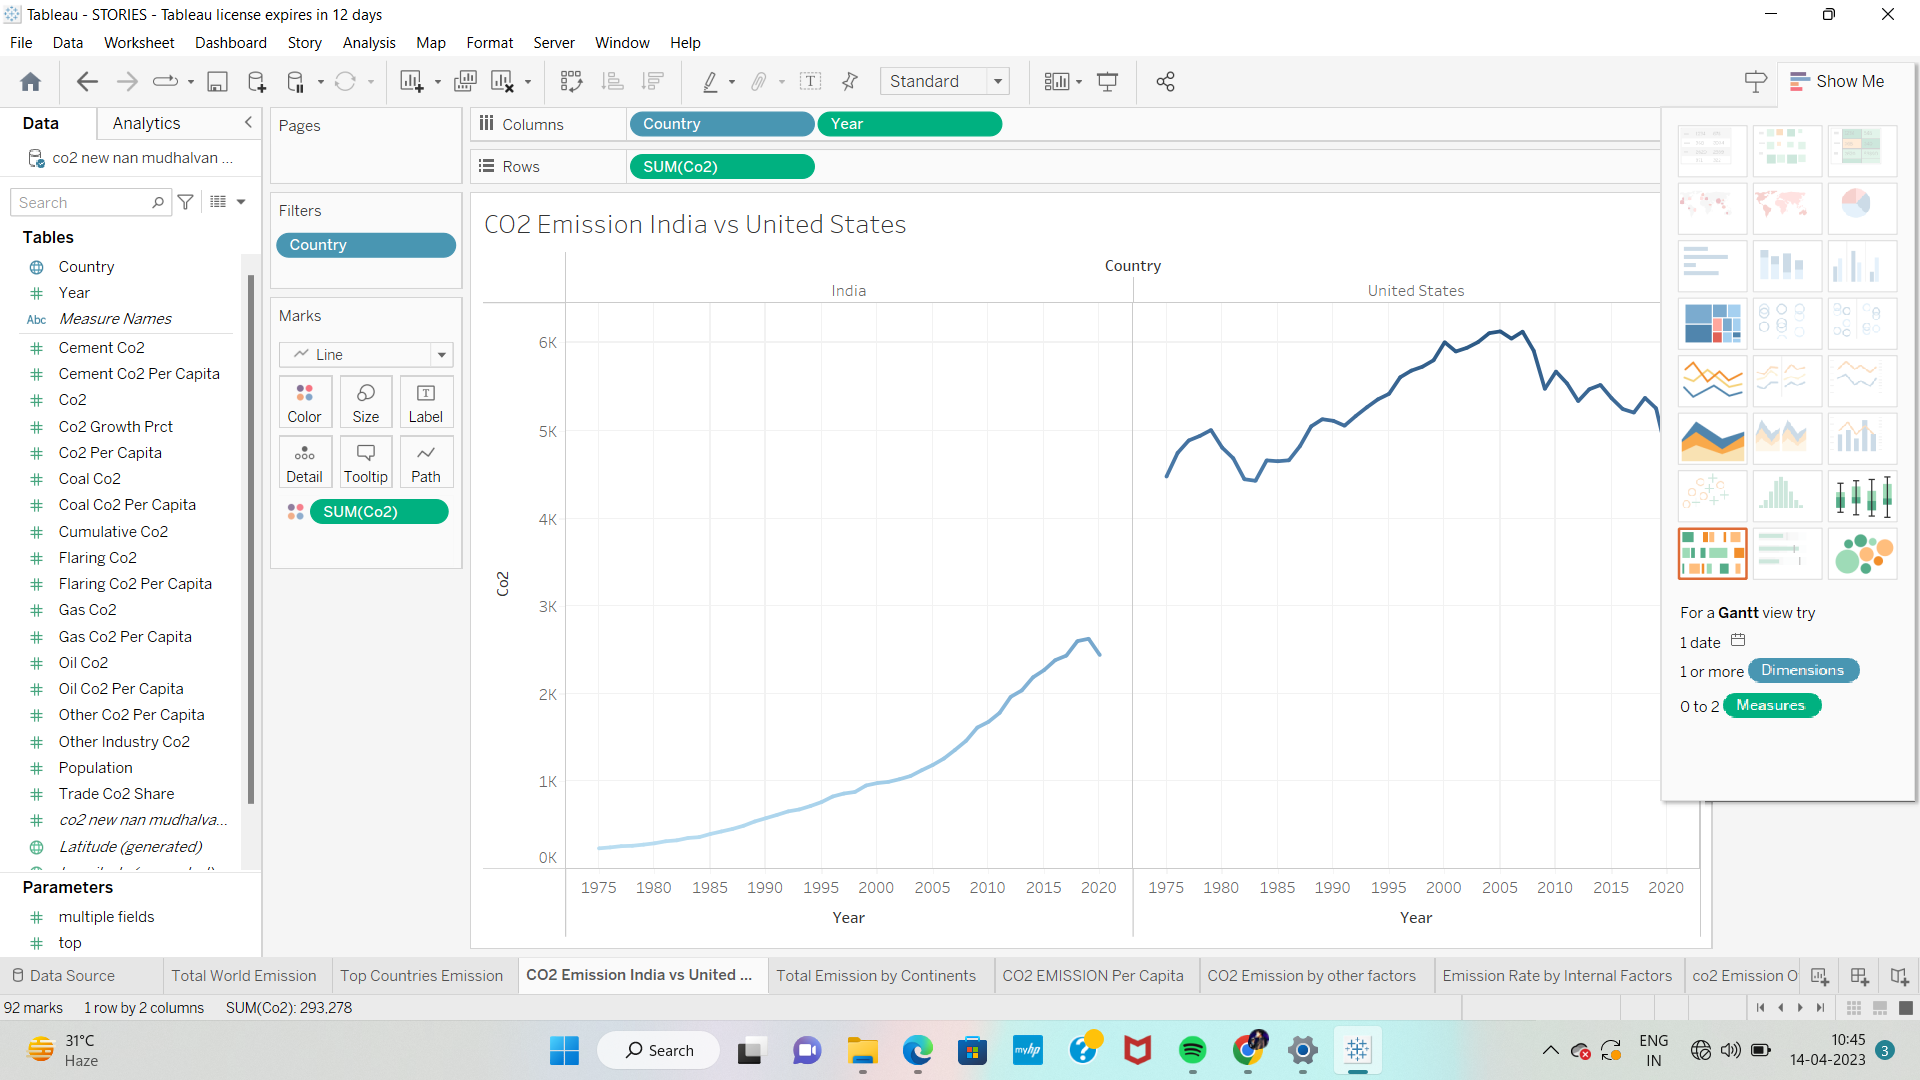 Tableau - STORIES - Tableau license expires in 12 days
File Data Worksheet Dashboard Story Analysis Map Format Server Window Help
Standard
Show Me
Data Analytics
co2 new nan mudhalvan ...
Search
Tables
Country
Year
Abc Measure Names
Cement Co2
Cement Co2 Per Capita
Co2
Co2 Growth Prct
Co2 Per Capita
Coal Co2
Coal Co2 Per Capita
Cumulative Co2
Flaring Co2
Flaring Co2 Per Capita
Gas Co2
Gas Co2 Per Capita
Oil Co2
Oil Co2 Per Capita
Other Co2 Per Capita
Other Industry Co2
Population
Trade Co2 Share
co2 new nan mudhalva...
Latitude (generated)
Parameters
multiple fields
top
Pages
Filters
Country
Marks
Line
Color Size Label
Detail Tooltip Path
SUM(Co2)
Columns Country Year
Rows SUM(Co2)
CO2 Emission India vs United States
Country
India United States
Co2
6K
5K
4K
3K
2K
1K
0K
1975 1980 1985 1990 1995 2000 2005 2010 2015 2020 1975 1980 1985 1990 1995 2000 2005 2010 2015 2020
Year Year
For a Gantt view try
1 date
1 or more Dimensions
0 to 2 Measures
Data Source Total World Emission Top Countries Emission CO2 Emission India vs United ... Total Emission by Continents CO2 EMISSION Per Capita CO2 Emission by other factors Emission Rate by Internal Factors co2 Emission O
92 marks 1 row by 2 columns SUM(Co2): 293,278
31°C
Haze
Search
myhp
ENG
IN
10:45
14-04-2023
3